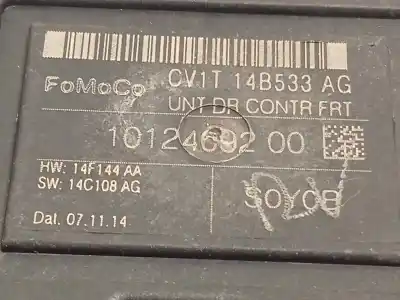 FoMoCo CV1T 14B533 AG
UNT DR CONTR FRT
10124692 00
HW: 14F144 AA
SW: 14C108 AG
Dat. 07.11.14